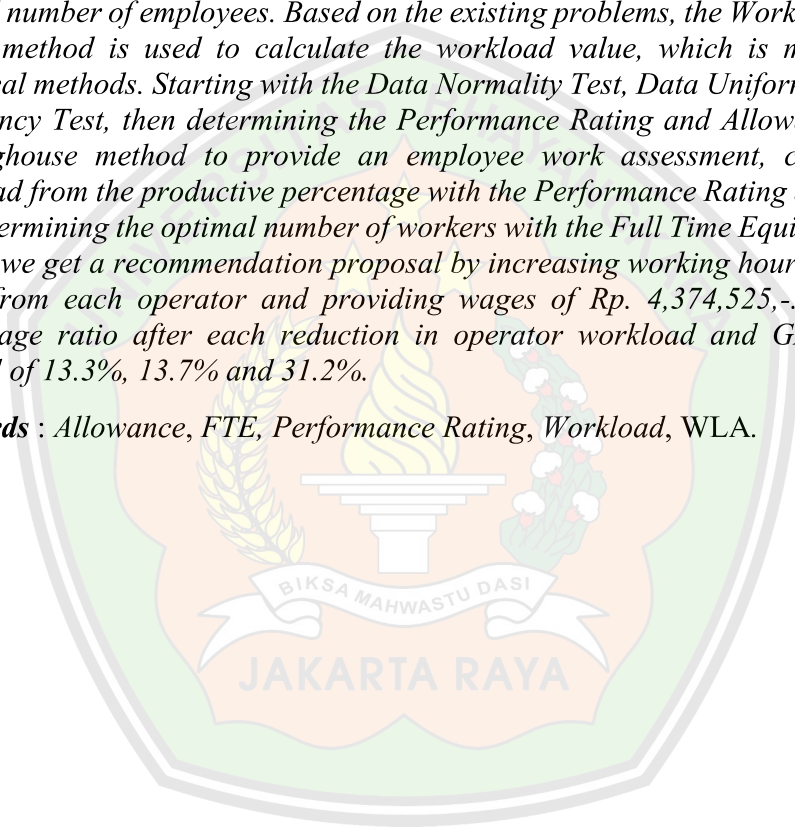 number of employees. Based on the existing problems, the Work
method is used to calculate the workload value, which is m
eal methods. Starting with the Data Normality Test, Data Uniform
ncy Test, then determining the Performance Rating and Allow
ghouse method to provide an employee work assessment, c
ad from the productive percentage with the Performance Rating
ermining the optimal number of workers with the Full Time Equi
we get a recommendation proposal by increasing working hour
from each operator and providing wages of Rp. 4,374,525,-.
age ratio after each reduction in operator workload and G
of 13.3%, 13.7% and 31.2%.
rds : Allowance, FTE, Performance Rating, Workload, WLA.
UNIVERSITAS BHAYANGKARA
BIKSA MAHWASTU DASI
JAKARTA RAYA